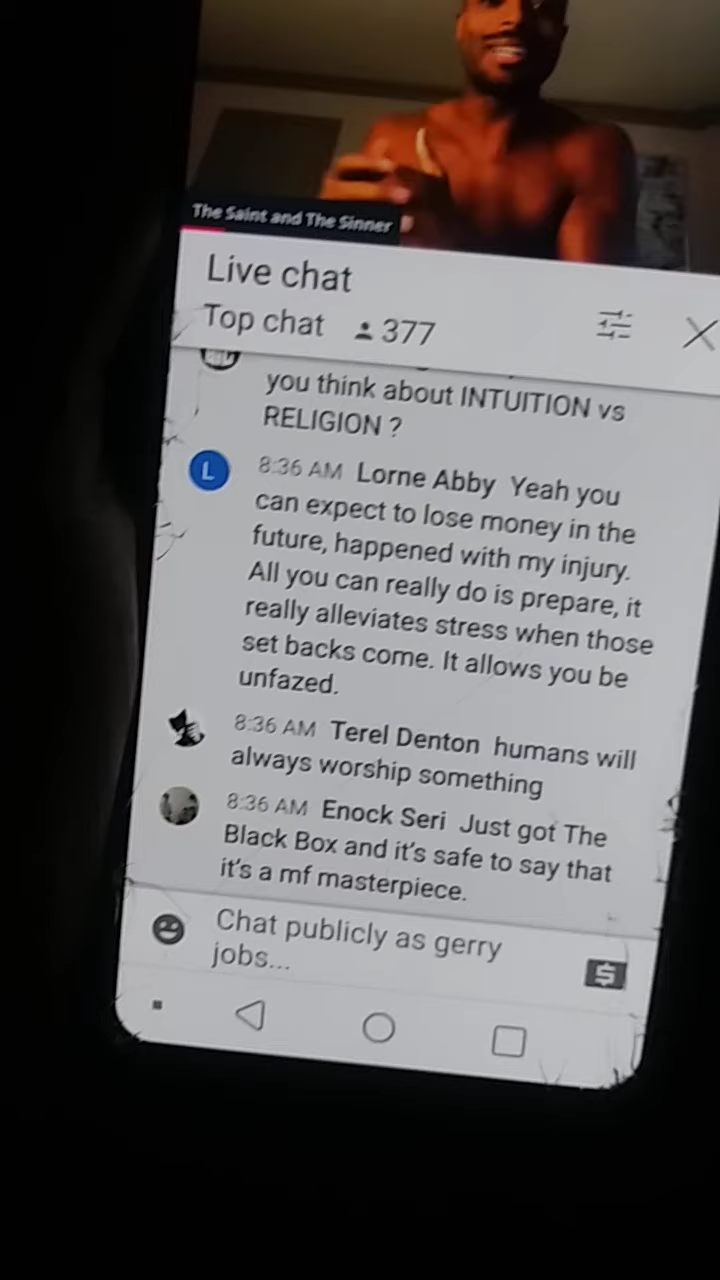 The Saint and The Sinner
Live chat
Top chat 377
you think about INTUITION vs
RELIGION ?
L 8:36 AM Lorne Abby Yeah you
can expect to lose money in the
future, happened with my injury.
All you can really do is prepare, it
really alleviates stress when those
set backs come. It allows you be
unfazed.
8:36 AM Terel Denton humans will
always worship something
8:36 AM Enock Seri Just got The
Black Box and it's safe to say that
it's a mf masterpiece.
Chat publicly as gerry
jobs...
$